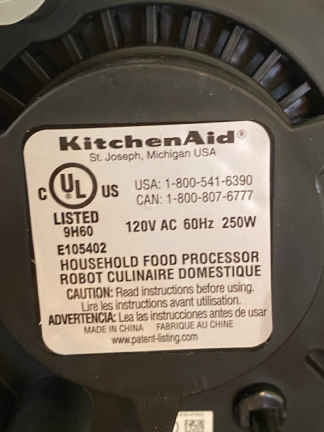 KitchenAid®
St. Joseph, Michigan USA
C UL® US
LISTED
9H60
E105402
USA: 1-800-541-6390
CAN: 1-800-807-6777
120V AC 60Hz 250W
HOUSEHOLD FOOD PROCESSOR
ROBOT CULINAIRE DOMESTIQUE
CAUTION: Read instructions before using.
Lire les instructions avant utilisation.
ADVERTENCIA: Lea las instrucciones antes de usar
MADE IN CHINA FABRIQUE AU CHINE
www.patent-listing.com